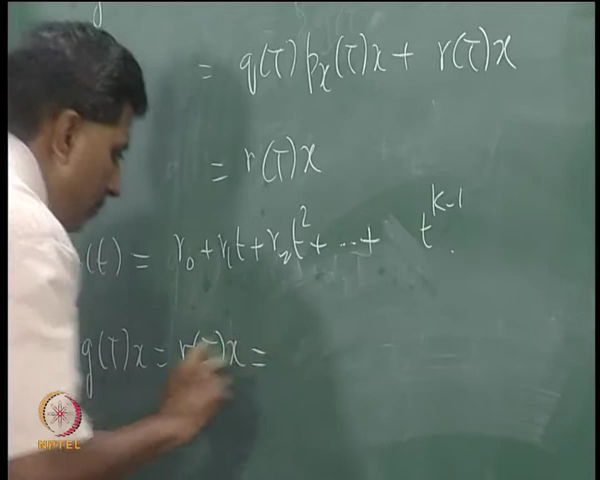 = q(T) p_x(T)x + r(T)x
= r(T)x
(t) = r_0 + r_1 t + r_2 t^2 + ... + t^{k-1}.
g(T)x = r(T)x =
NPTEL